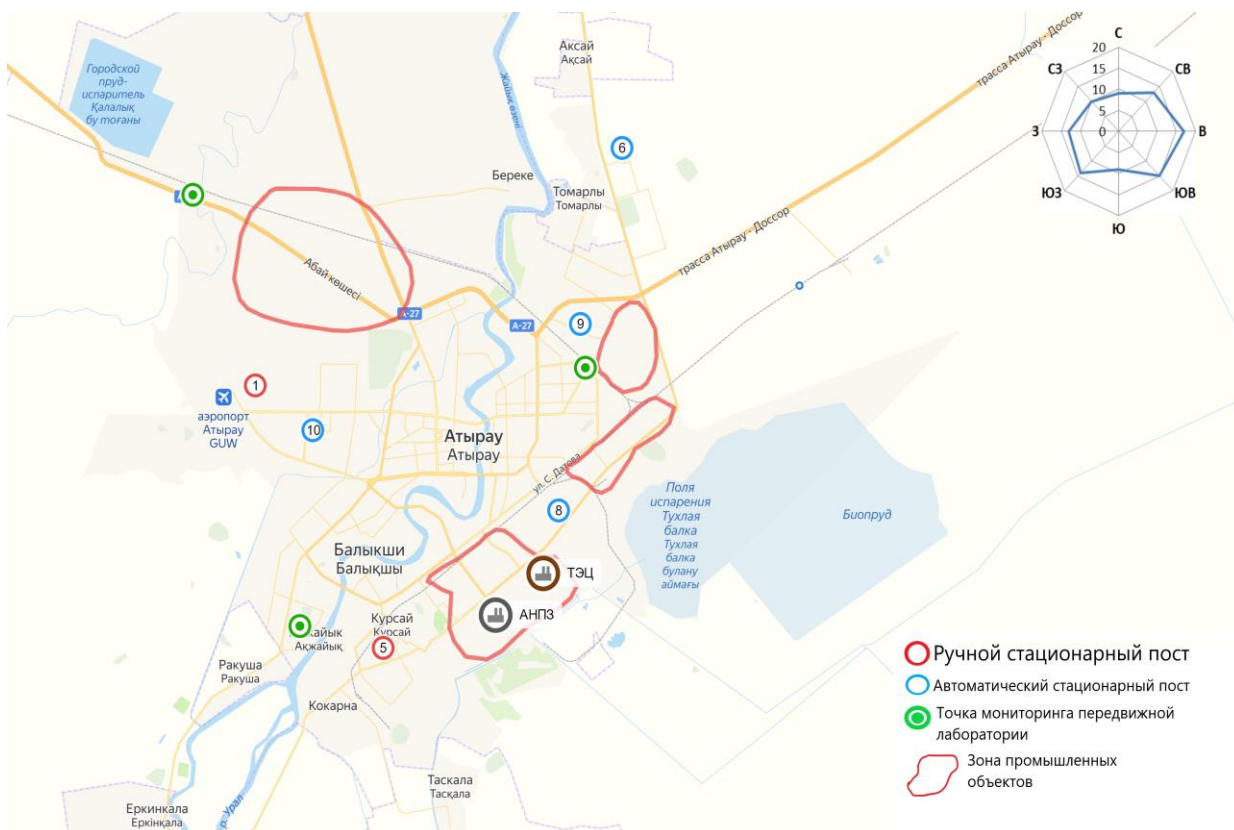 Аксай
Ақсай
Городской
пруд-
испаритель
Қалалық
бу тоғаны
Жайық өзені
трасса Атырау - Доссор
С
СВ
В
ЮВ
Ю
ЮЗ
З
СЗ
20
15
10
5
0
6
Береке
Томарлы
Томарлы
трасса Атырау - Доссор
Абай көшесі
А-27
А-27
9
1
аэропорт
Атырау
GUW
10
Атырау
Атырау
ул. С. Датова
8
Поля
испарения
Тухлая
балка
Тухлая
балка
булану
аймағы
Биопруд
Балыкши
Балықшы
ТЭЦ
АНПЗ
Курсай
Курсай
5
Ақжайық
Ракуша
Ракуша
Кокарна
Таскала
Тасқала
Еркинкала
Еркінқала
р. Урал
Ручной стационарный пост
Автоматический стационарный пост
Точка мониторинга передвижной
лаборатории
Зона промышленных
объектов